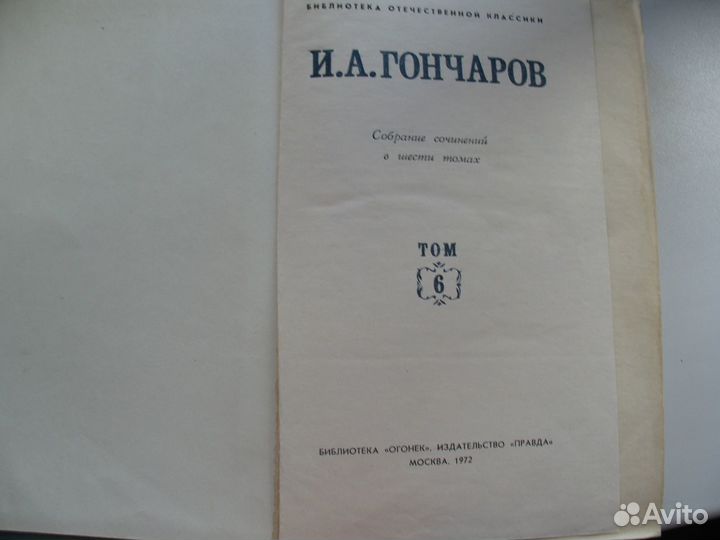 БИБЛИОТЕКА ОТЕЧЕСТВЕННОЙ КЛАССИКИ
И.А.ГОНЧАРОВ
Собрание сочинений
в шести томах
ТОМ
6
БИБЛИОТЕКА «ОГОНЕК». ИЗДАТЕЛЬСТВО «ПРАВДА»
МОСКВА, 1972
Avito